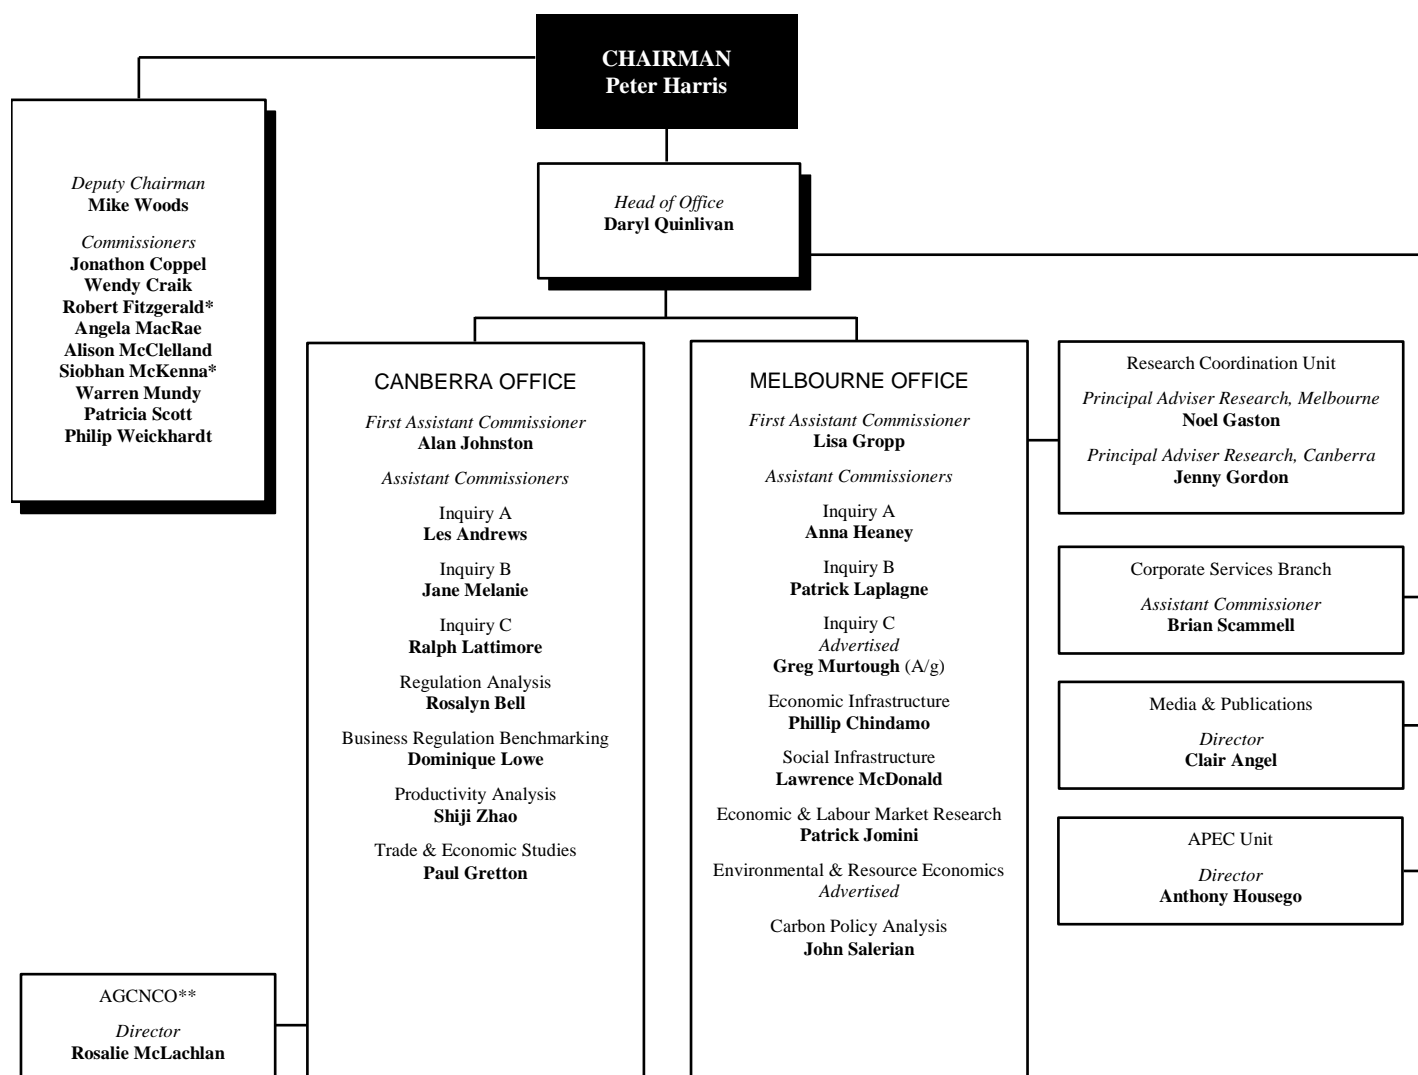 CHAIRMAN
Peter Harris
Deputy Chairman
Mike Woods
Commissioners
Jonathon Coppel
Wendy Craik
Robert Fitzgerald*
Angela MacRae
Alison McClelland
Siobhan McKenna*
Warren Mundy
Patricia Scott
Philip Weickhardt
Head of Office
Daryl Quinlivan
CANBERRA OFFICE
First Assistant Commissioner
Alan Johnston
Assistant Commissioners
Inquiry A
Les Andrews
Inquiry B
Jane Melanie
Inquiry C
Ralph Lattimore
Regulation Analysis
Rosalyn Bell
Business Regulation Benchmarking
Dominique Lowe
Productivity Analysis
Shiji Zhao
Trade & Economic Studies
Paul Gretton
MELBOURNE OFFICE
First Assistant Commissioner
Lisa Gropp
Assistant Commissioners
Inquiry A
Anna Heaney
Inquiry B
Patrick Laplagne
Inquiry C
Advertised
Greg Murtough (A/g)
Economic Infrastructure
Phillip Chindamo
Social Infrastructure
Lawrence McDonald
Economic & Labour Market Research
Patrick Jomini
Environmental & Resource Economics
Advertised
Carbon Policy Analysis
John Salerian
Research Coordination Unit
Principal Adviser Research, Melbourne
Noel Gaston
Principal Adviser Research, Canberra
Jenny Gordon
Corporate Services Branch
Assistant Commissioner
Brian Scammell
Media & Publications
Director
Clair Angel
APEC Unit
Director
Anthony Housego
AGCNCO**
Director
Rosalie McLachlan